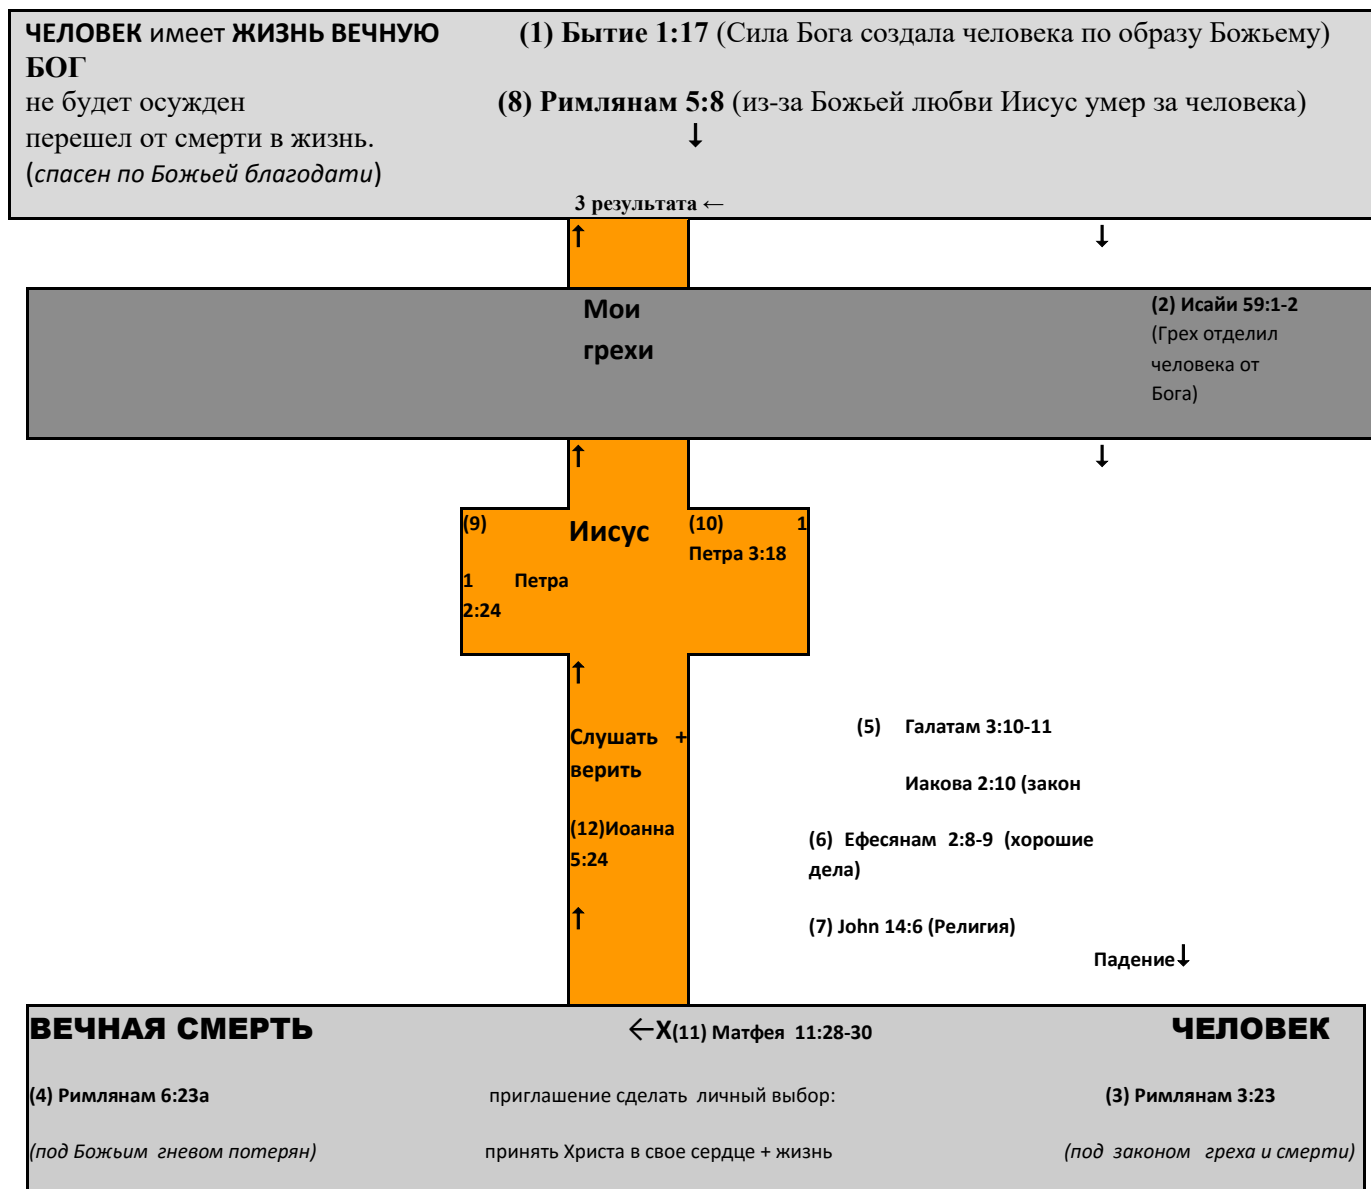 ЧЕЛОВЕК имеет ЖИЗНЬ ВЕЧНУЮ (1) Бытие 1:17 (Сила Бога создала человека по образу Божьему)
БОГ
не будет осужден (8) Римлянам 5:8 (из-за Божьей любви Иисус умер за человека)
перешел от смерти в жизнь. ↓
(спасен по Божьей благодати)
3 результата ←
↑ ↓
Мои
грехи
(2) Исайи 59:1-2
(Грех отделил
человека от
Бога)
↑ ↓
(9)
1 Петра
2:24
Иисус
(10) 1
Петра 3:18
↑
Слушать +
верить
(12)Иоанна
5:24
↑
(5) Галатам 3:10-11
Иакова 2:10 (закон
(6) Ефесянам 2:8-9 (хорошие
дела)
(7) John 14:6 (Религия)
Падение↓
ВЕЧНАЯ СМЕРТЬ ←X(11) Матфея 11:28-30 ЧЕЛОВЕК
(4) Римлянам 6:23а приглашение сделать личный выбор: (3) Римлянам 3:23
(под Божьим гневом потерян) принять Христа в свое сердце + жизнь (под законом греха и смерти)